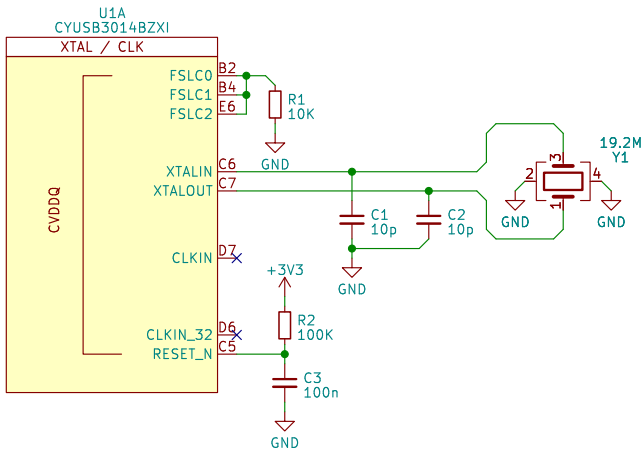 U1A
CYUSB3014BZXI
XTAL / CLK
FSLC0 B2
FSLC1 B4
FSLC2 E6
R1
10K
GND
XTALIN C6
XTALOUT C7
19.2M
Y1
3
2
4
1
GND
GND
CVDDQ
C1
10p
C2
10p
GND
CLKIN D7
+3V3
R2
100K
CLKIN_32 D6
RESET_N C5
C3
100n
GND